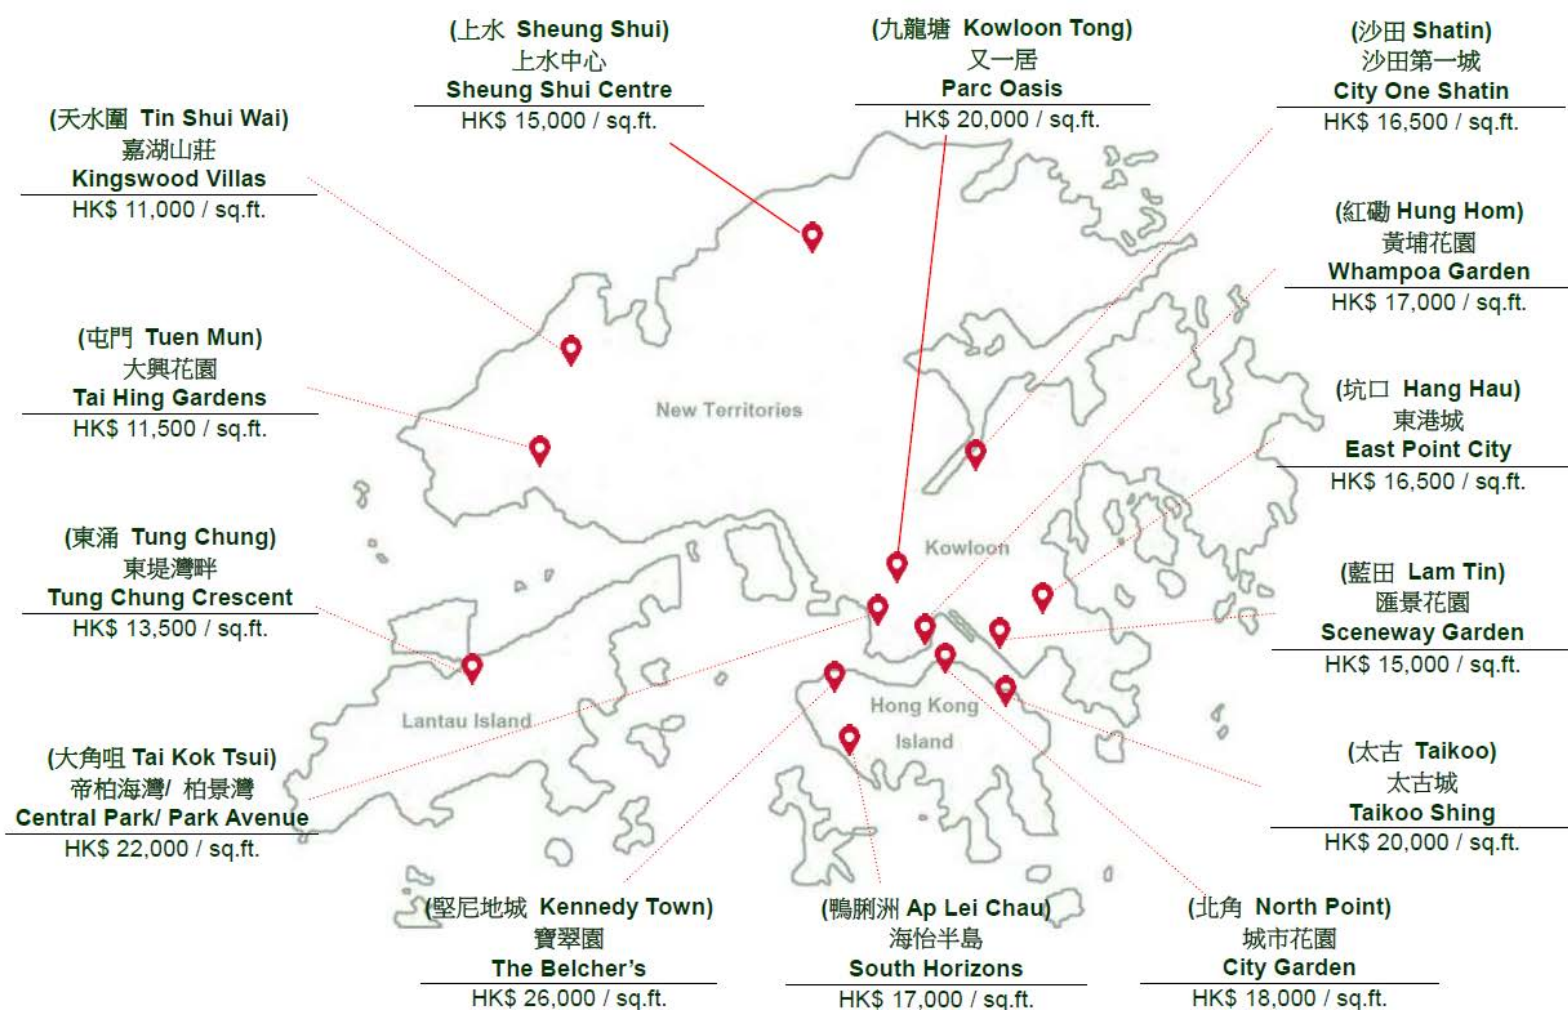 (上水 Sheung Shui)
上水中心
Sheung Shui Centre
HK$ 15,000 / sq.ft.
(九龍塘 Kowloon Tong)
又一居
Parc Oasis
HK$ 20,000 / sq.ft.
(沙田 Shatin)
沙田第一城
City One Shatin
HK$ 16,500 / sq.ft.
(天水圍 Tin Shui Wai)
嘉湖山莊
Kingswood Villas
HK$ 11,000 / sq.ft.
(紅磡 Hung Hom)
黃埔花園
Whampoa Garden
HK$ 17,000 / sq.ft.
(屯門 Tuen Mun)
大興花園
Tai Hing Gardens
HK$ 11,500 / sq.ft.
New Territories
(坑口 Hang Hau)
東港城
East Point City
HK$ 16,500 / sq.ft.
(東涌 Tung Chung)
東堤灣畔
Tung Chung Crescent
HK$ 13,500 / sq.ft.
Kowloon
(藍田 Lam Tin)
匯景花園
Sceneway Garden
HK$ 15,000 / sq.ft.
Lantau Island
Hong Kong
Island
(大角咀 Tai Kok Tsui)
帝柏海灣/ 柏景灣
Central Park/ Park Avenue
HK$ 22,000 / sq.ft.
(太古 Taikoo)
太古城
Taikoo Shing
HK$ 20,000 / sq.ft.
(堅尼地城 Kennedy Town)
寶翠園
The Belcher's
HK$ 26,000 / sq.ft.
(鴨脷洲 Ap Lei Chau)
海怡半島
South Horizons
HK$ 17,000 / sq.ft.
(北角 North Point)
城市花園
City Garden
HK$ 18,000 / sq.ft.